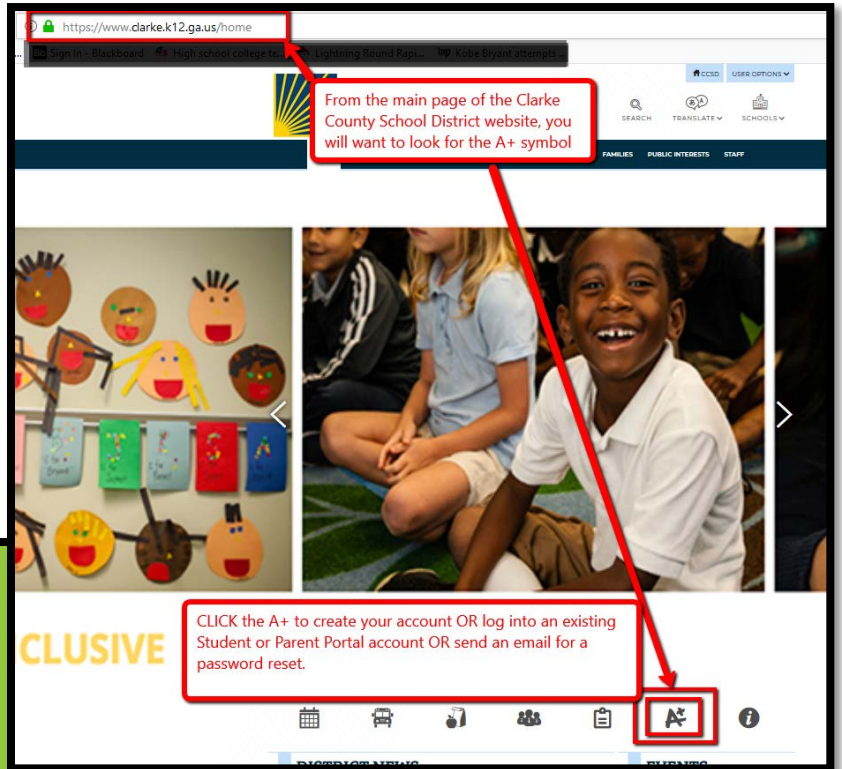 https://www.clarke.k12.ga.us/home
Sign In - Blackboard High school college te... Lightning Round Rapi... Kobe Bryant attempts
CCSD USER OPTIONS
From the main page of the Clarke
County School District website, you
will want to look for the A+ symbol
SEARCH TRANSLATE SCHOOLS
FAMILIES PUBLIC INTERESTS STAFF
CLICK the A+ to create your account OR log into an existing
Student or Parent Portal account OR send an email for a
password reset.
CLUSIVE
A+
DISTRICT NEWS EVENTS